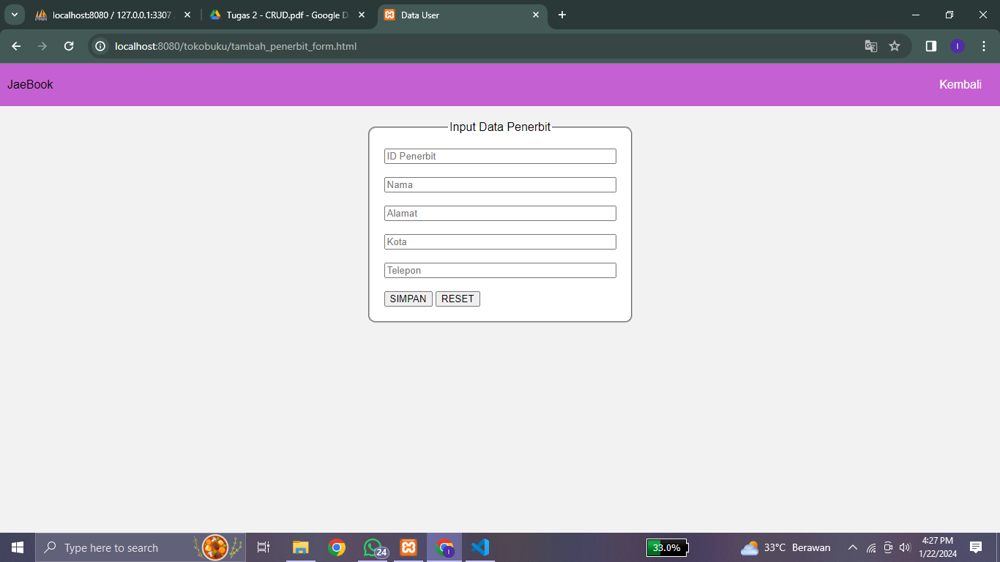 localhost:8080 / 127.0.0.1:3307
Tugas 2 - CRUD.pdf - Google D
Data User
localhost:8080/tokobuku/tambah_penerbit_form.html
I
JaeBook
Kembali
Input Data Penerbit
ID Penerbit
Nama
Alamat
Kota
Telepon
SIMPAN RESET
Type here to search
24
I
33.0%
33°C Berawan
4:27 PM
1/22/2024